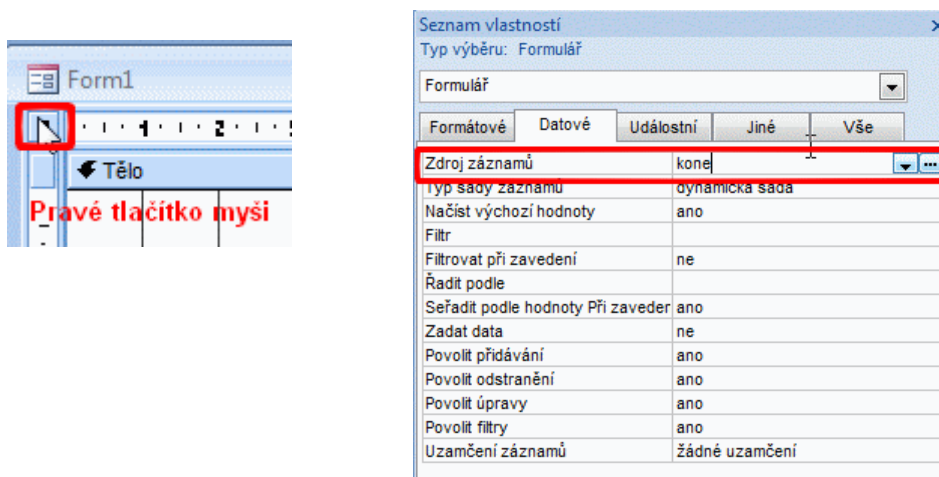 Form1
1 2
Tělo
Pravé tlačítko myši
Seznam vlastností
Typ výběru: Formulář
Formulář
Formátové Datové Událostní Jiné Vše
Zdroj záznamů kone
Typ sady záznamů dynamická sada
Načíst výchozí hodnoty ano
Filtr
Filtrovat při zavedení ne
Řadit podle
Seřadit podle hodnoty Při zaveder ano
Zadat data ne
Povolit přidávání ano
Povolit odstranění ano
Povolit úpravy ano
Povolit filtry ano
Uzamčení záznamů žádné uzamčení